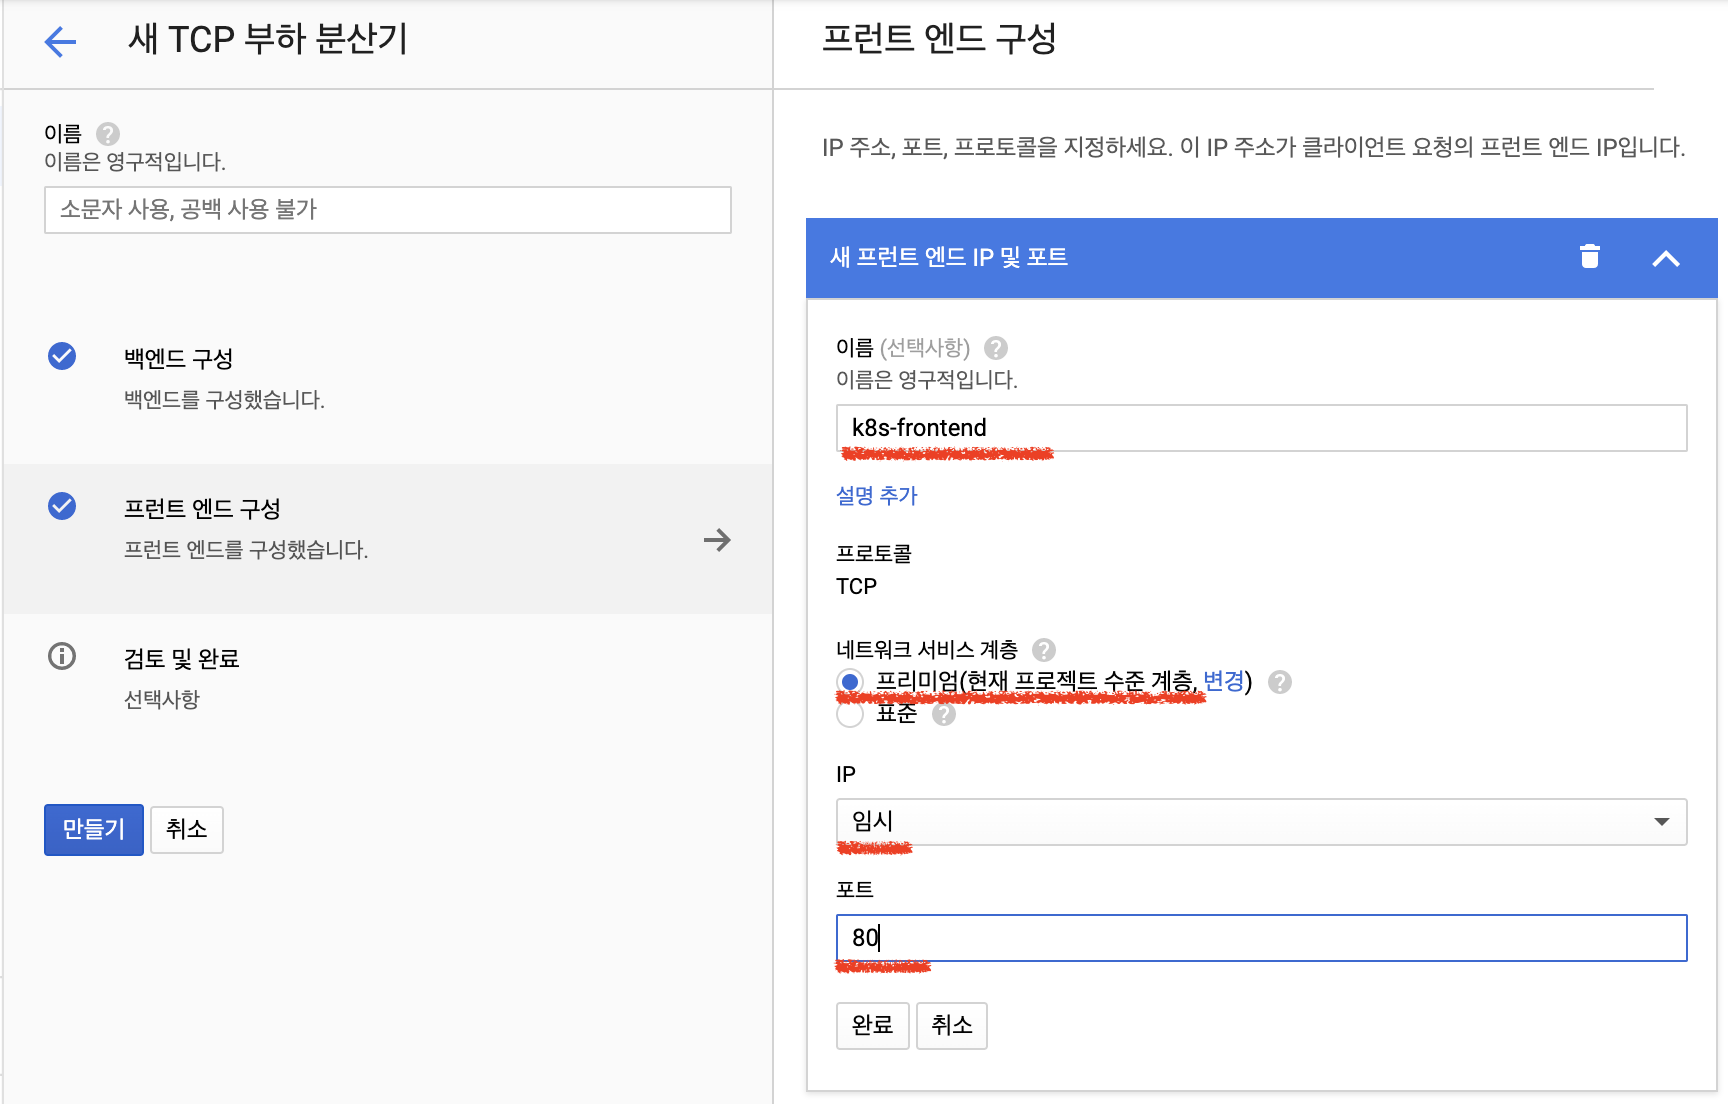 새 TCP 부하 분산기
이름
이름은 영구적입니다.
소문자 사용, 공백 사용 불가
백엔드 구성
백엔드를 구성했습니다.
프런트 엔드 구성
프런트 엔드를 구성했습니다.
검토 및 완료
선택사항
만들기 취소
프런트 엔드 구성
IP 주소, 포트, 프로토콜을 지정하세요. 이 IP 주소가 클라이언트 요청의 프런트 엔드 IP입니다.
새 프런트 엔드 IP 및 포트
이름 (선택사항)
이름은 영구적입니다.
k8s-frontend
설명 추가
프로토콜
TCP
네트워크 서비스 계층
프리미엄(현재 프로젝트 수준 계층, 변경)
표준
IP
임시
포트
80
완료 취소